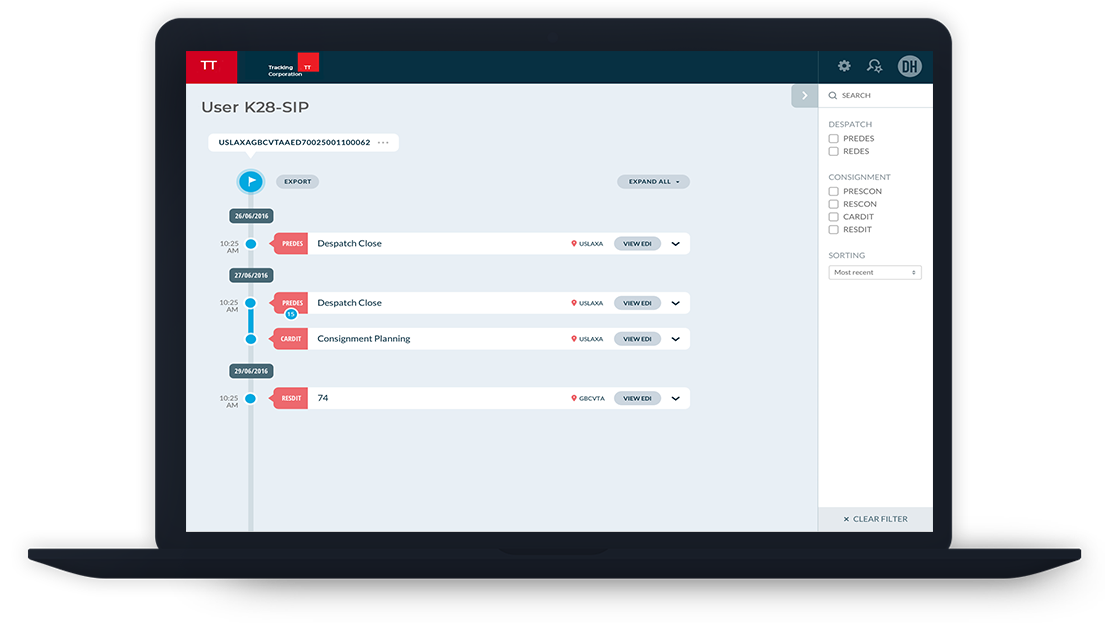 TT
Tracking TT
Corporation
DH
User K28-SIP
SEARCH
USLAXAGBCVTAAED70025001100062 ...
EXPORT
EXPAND ALL
26/06/2016
10:25
AM
PREDES Despatch Close USLAXA VIEW EDI
27/06/2016
10:25
AM
PREDES Despatch Close USLAXA VIEW EDI
15
CARDIT Consignment Planning USLAXA VIEW EDI
29/06/2016
10:25
AM
RESDIT 74 GBCVTA VIEW EDI
DESPATCH
PREDES
REDES
CONSIGNMENT
PRESCON
RESCON
CARDIT
RESDIT
SORTING
Most recent
× CLEAR FILTER